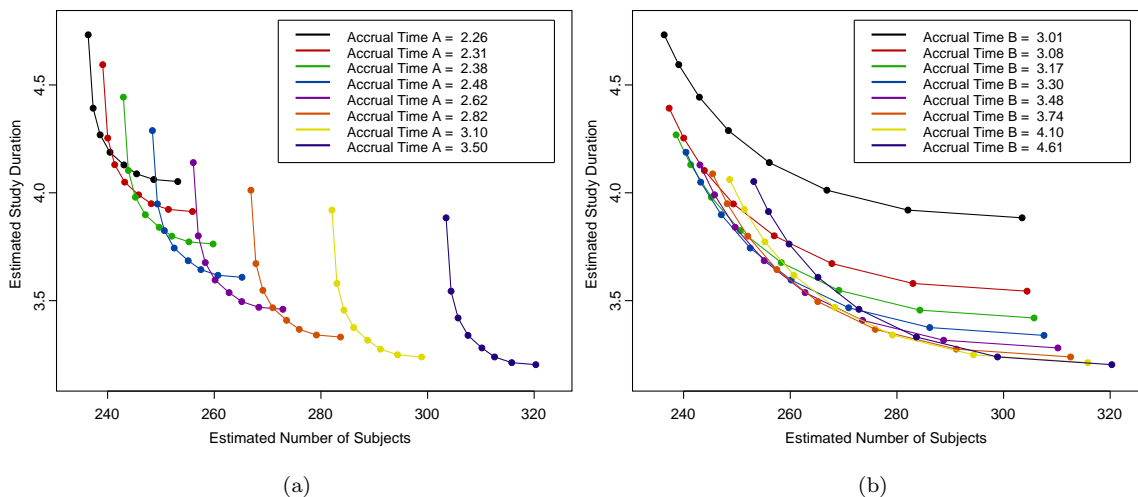 Accrual Time A = 2.26
Accrual Time A = 2.31
Accrual Time A = 2.38
Accrual Time A = 2.48
Accrual Time A = 2.62
Accrual Time A = 2.82
Accrual Time A = 3.10
Accrual Time A = 3.50
4.5
4.0
3.5
Estimated Study Duration
240 260 280 300 320
Estimated Number of Subjects
(a)
Accrual Time B = 3.01
Accrual Time B = 3.08
Accrual Time B = 3.17
Accrual Time B = 3.30
Accrual Time B = 3.48
Accrual Time B = 3.74
Accrual Time B = 4.10
Accrual Time B = 4.61
4.5
4.0
3.5
Estimated Study Duration
240 260 280 300 320
Estimated Number of Subjects
(b)